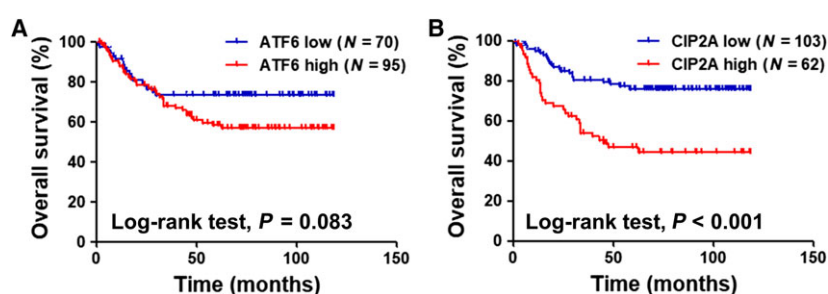 A
Overall survival (%)
100
80
60
40
20
0
0
50
100
150
Time (months)
ATF6 low (N = 70)
ATF6 high (N = 95)
Log-rank test, P = 0.083
B
Overall survival (%)
100
80
60
40
20
0
0
50
100
150
Time (months)
CIP2A low (N = 103)
CIP2A high (N = 62)
Log-rank test, P < 0.001